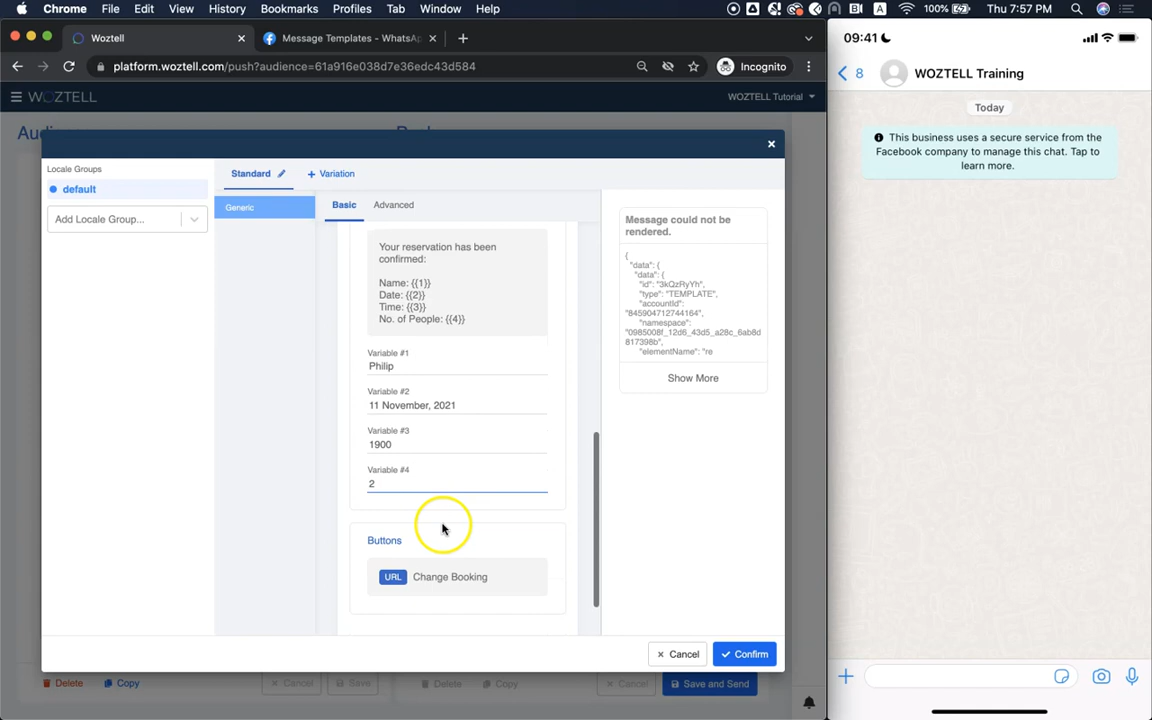 Chrome File Edit View History Bookmarks Profiles Tab Window Help
100% Thu 7:57 PM
Woztell
Message Templates - WhatsA
platform.woztell.com/push?audience=61a916e038d7e36edc43d584
Incognito
WOZTELL
WOZTELL Tutorial
Locale Groups
default
Add Locale Group...
Standard
+ Variation
Generic
Basic
Advanced
Your reservation has been
confirmed:
Name: {{1}}
Date: {{2}}
Time: {{3}}
No. of People: {{4}}
Variable #1
Philip
Variable #2
11 November, 2021
Variable #3
1900
Variable #4
2
Buttons
URL Change Booking
Message could not be
rendered.
{
"data": {
"data": {
"id": "3kQzRyYh",
"type": "TEMPLATE",
"accountId":
"845904712744164",
"namespace":
"0985008f_12d6_43d5_a28c_6ab8d
817398b",
"elementName": "re
Show More
Cancel
Confirm
Delete
Copy
Cancel
Save
Delete
Copy
Cancel
Save and Send
09:41
8
WOZTELL Training
Today
This business uses a secure service from the
Facebook company to manage this chat. Tap to
learn more.